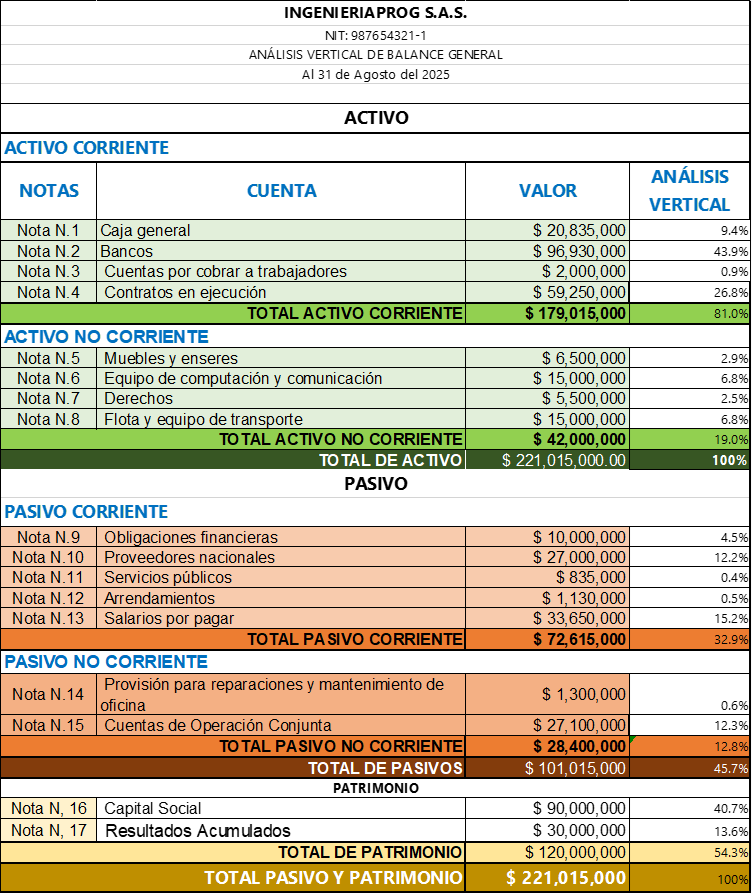 INGENIERIAPROG S.A.S.
NIT: 987654321-1
ANÁLISIS VERTICAL DE BALANCE GENERAL
Al 31 de Agosto del 2025
ACTIVO
ACTIVO CORRIENTE
NOTAS CUENTA VALOR ANÁLISIS VERTICAL
Nota N.1 Caja general $ 20,835,000 9.4%
Nota N.2 Bancos $ 96,930,000 43.9%
Nota N.3 Cuentas por cobrar a trabajadores $ 2,000,000 0.9%
Nota N.4 Contratos en ejecución $ 59,250,000 26.8%
TOTAL ACTIVO CORRIENTE $ 179,015,000 81.0%
ACTIVO NO CORRIENTE
Nota N.5 Muebles y enseres $ 6,500,000 2.9%
Nota N.6 Equipo de computación y comunicación $ 15,000,000 6.8%
Nota N.7 Derechos $ 5,500,000 2.5%
Nota N.8 Flota y equipo de transporte $ 15,000,000 6.8%
TOTAL ACTIVO NO CORRIENTE $ 42,000,000 19.0%
TOTAL DE ACTIVO $ 221,015,000.00 100%
PASIVO
PASIVO CORRIENTE
Nota N.9 Obligaciones financieras $ 10,000,000 4.5%
Nota N.10 Proveedores nacionales $ 27,000,000 12.2%
Nota N.11 Servicios públicos $ 835,000 0.4%
Nota N.12 Arrendamientos $ 1,130,000 0.5%
Nota N.13 Salarios por pagar $ 33,650,000 15.2%
TOTAL PASIVO CORRIENTE $ 72,615,000 32.9%
PASIVO NO CORRIENTE
Nota N.14 Provisión para reparaciones y mantenimiento de
oficina $ 1,300,000 0.6%
Nota N.15 Cuentas de Operación Conjunta $ 27,100,000 12.3%
TOTAL PASIVO NO CORRIENTE $ 28,400,000 12.8%
TOTAL DE PASIVOS $ 101,015,000 45.7%
PATRIMONIO
Nota N, 16 Capital Social $ 90,000,000 40.7%
Nota N, 17 Resultados Acumulados $ 30,000,000 13.6%
TOTAL DE PATRIMONIO $ 120,000,000 54.3%
TOTAL PASIVO Y PATRIMONIO $ 221,015,000 100%